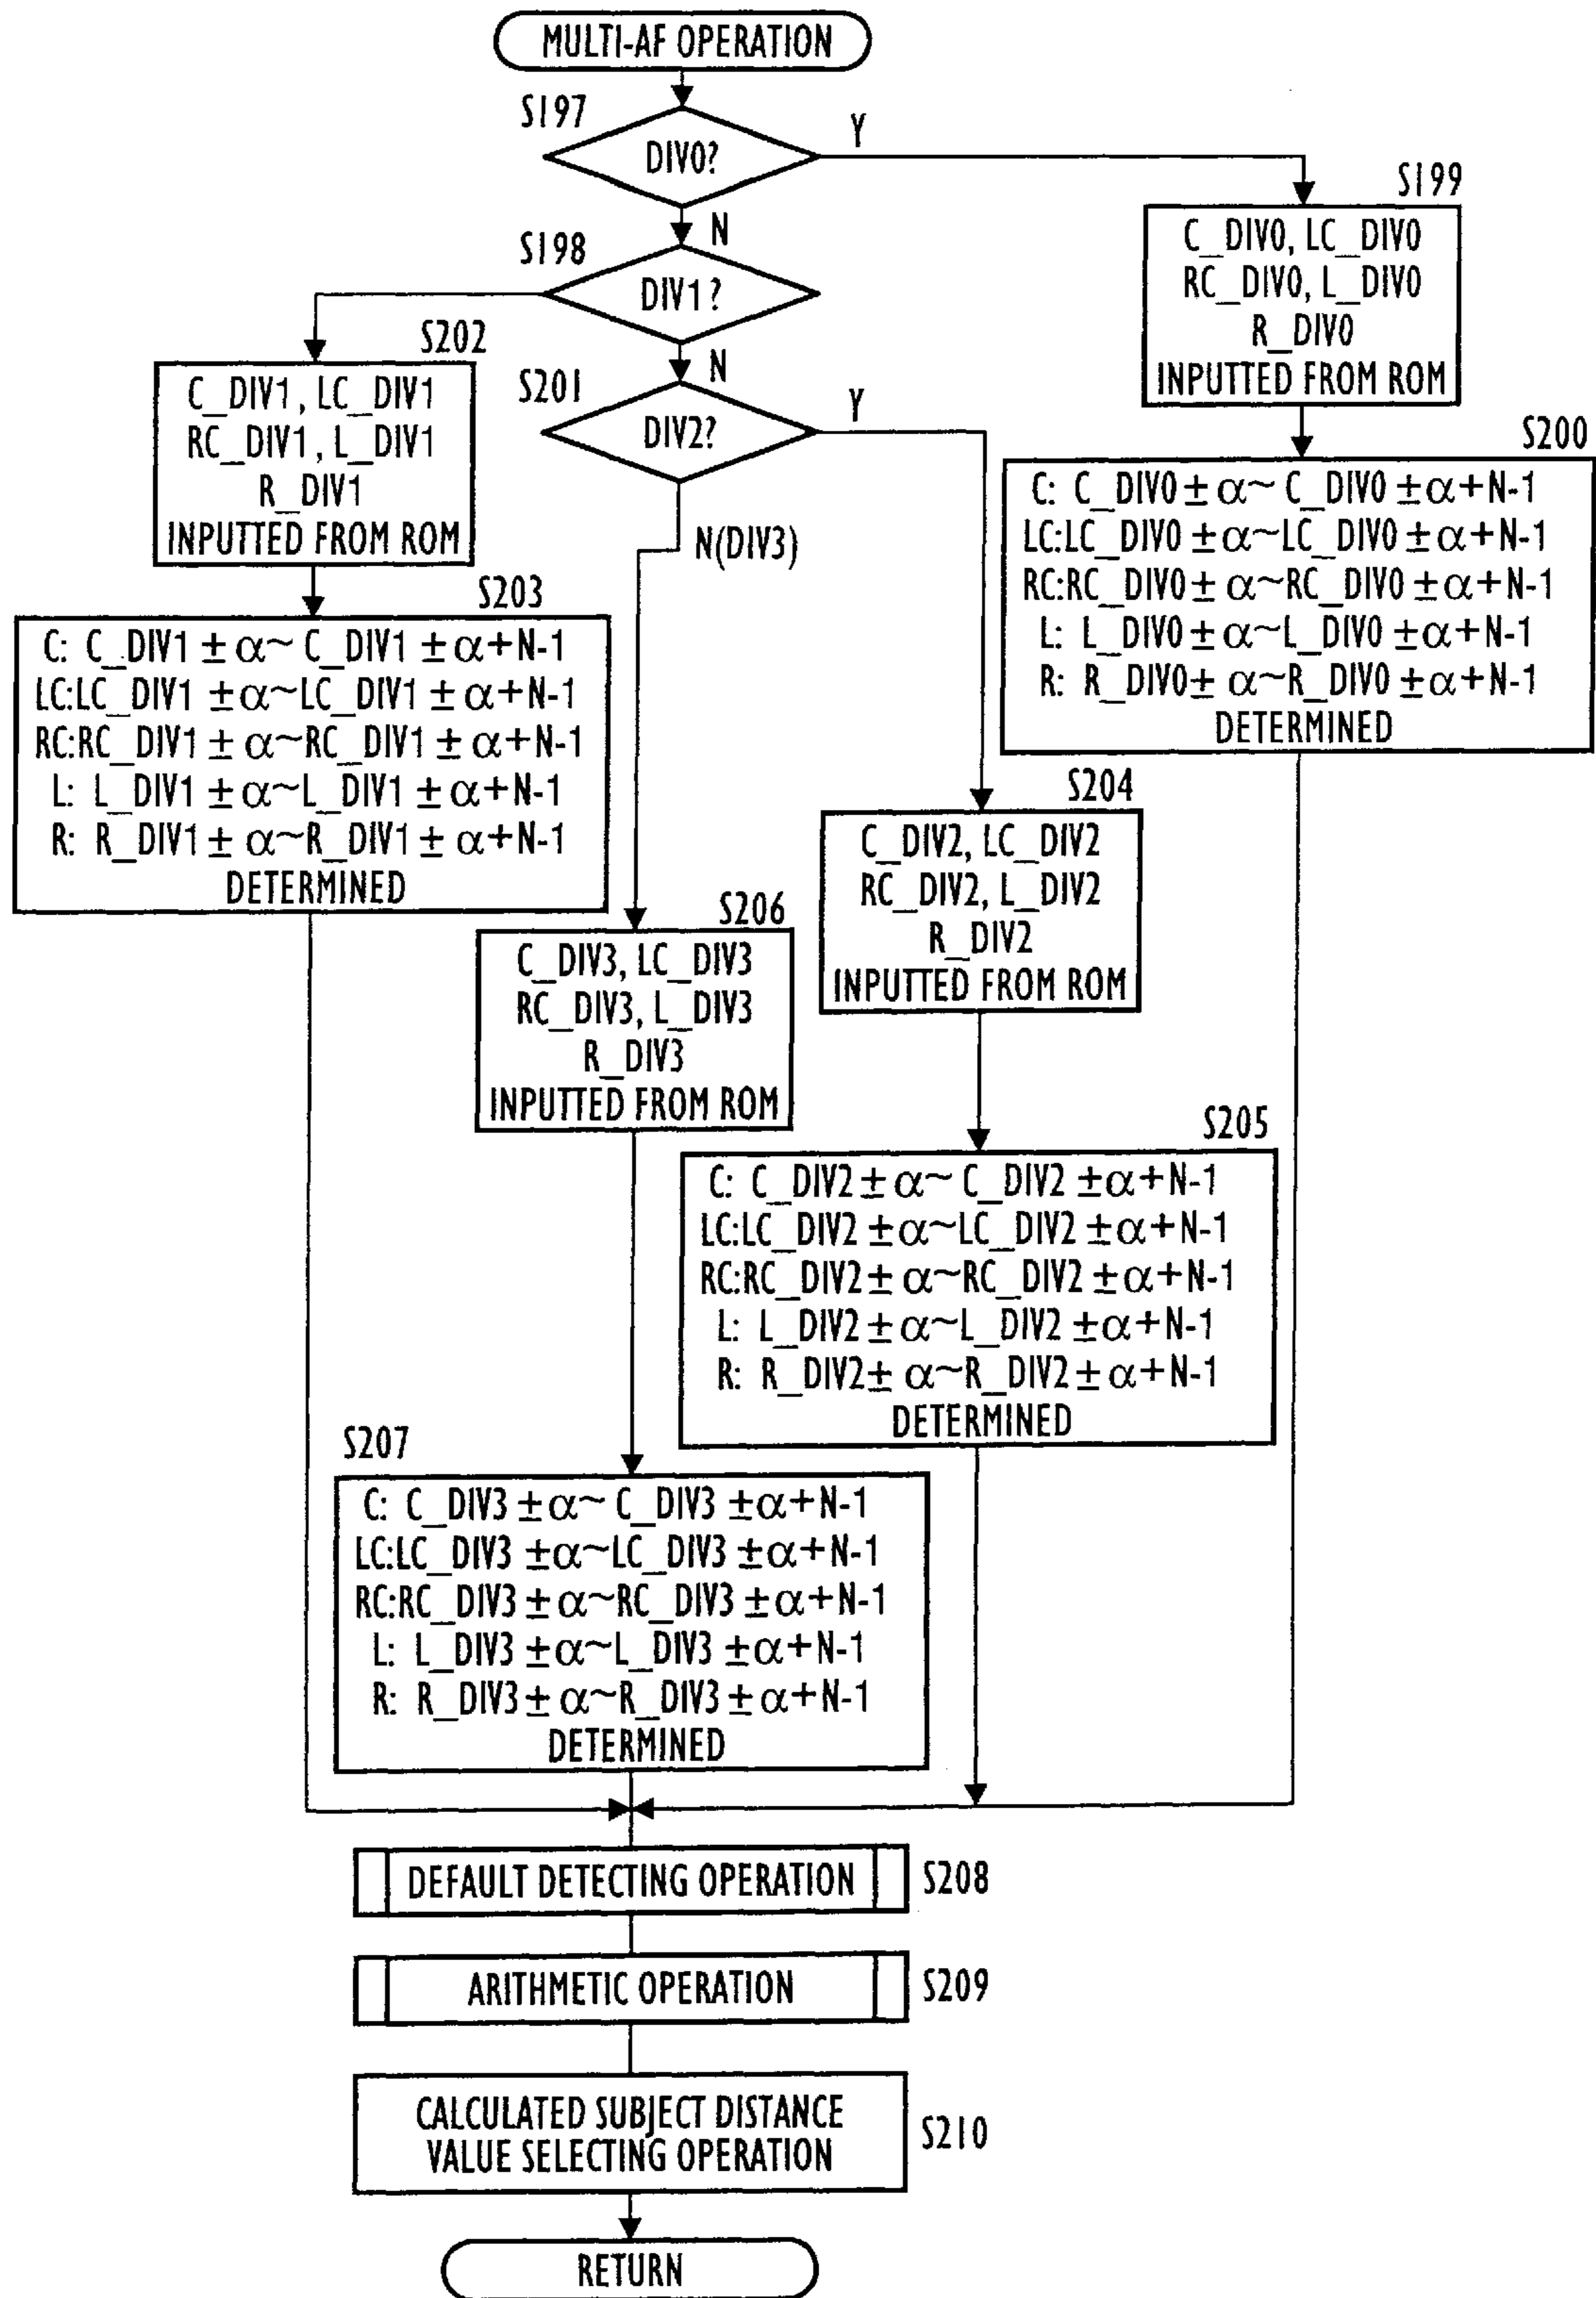 MULTI-AF OPERATION
S197
DIV0?
Y
N
S199
C_DIV0, LC_DIV0
RC_DIV0, L_DIV0
R_DIV0
INPUTTED FROM ROM
S198
DIV1?
N
S202
C_DIV1, LC_DIV1
RC_DIV1, L_DIV1
R_DIV1
INPUTTED FROM ROM
S201
DIV2?
Y
N(DIV3)
S200
C: C_DIV0±α~ C_DIV0±α+N-1
LC:LC_DIV0±α~LC_DIV0±α+N-1
RC:RC_DIV0±α~RC_DIV0±α+N-1
L: L_DIV0±α~L_DIV0±α+N-1
R: R_DIV0±α~R_DIV0±α+N-1
DETERMINED
S203
C: C_DIV1±α~ C_DIV1±α+N-1
LC:LC_DIV1±α~LC_DIV1±α+N-1
RC:RC_DIV1±α~RC_DIV1±α+N-1
L: L_DIV1±α~L_DIV1±α+N-1
R: R_DIV1±α~R_DIV1±α+N-1
DETERMINED
S204
C_DIV2, LC_DIV2
RC_DIV2, L_DIV2
R_DIV2
INPUTTED FROM ROM
S206
C_DIV3, LC_DIV3
RC_DIV3, L_DIV3
R_DIV3
INPUTTED FROM ROM
S205
C: C_DIV2±α~ C_DIV2±α+N-1
LC:LC_DIV2±α~LC_DIV2±α+N-1
RC:RC_DIV2±α~RC_DIV2±α+N-1
L: L_DIV2±α~L_DIV2±α+N-1
R: R_DIV2±α~R_DIV2±α+N-1
DETERMINED
S207
C: C_DIV3±α~ C_DIV3±α+N-1
LC:LC_DIV3±α~LC_DIV3±α+N-1
RC:RC_DIV3±α~RC_DIV3±α+N-1
L: L_DIV3±α~L_DIV3±α+N-1
R: R_DIV3±α~R_DIV3±α+N-1
DETERMINED
DEFAULT DETECTING OPERATION S208
ARITHMETIC OPERATION S209
CALCULATED SUBJECT DISTANCE
VALUE SELECTING OPERATION
S210
RETURN